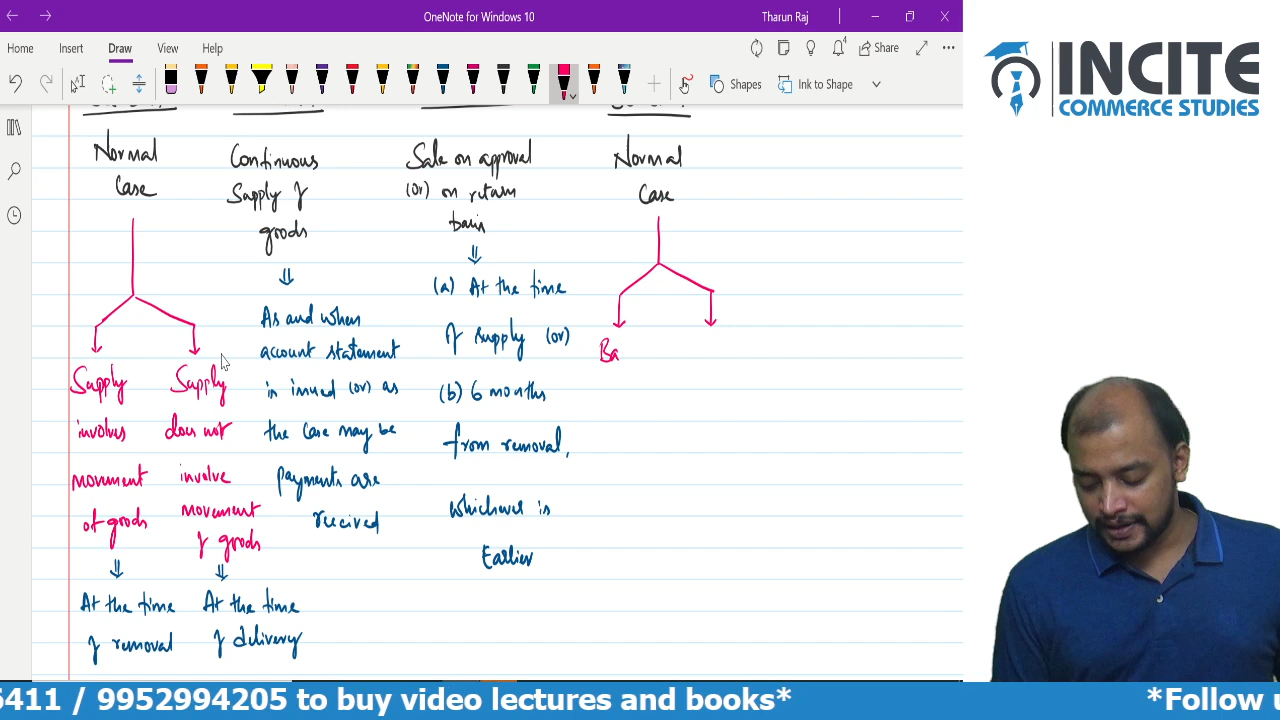 OneNote for Windows 10
Tharun Raj
Home
Insert
Draw
View
Help
Share
Shapes
Ink to Shape
INCITE
COMMERCE STUDIES
Normal
Case
Supply
involves
movement
of goods
At the time
of removal
Supply
does not
involve
movement
of goods
At the time
of delivery
Continuous
Supply of
goods
As and when
account statement
is issued (or) as
the case may be
payments are
received
Sale on approval
(or) on return
basis
(a) At the time
of supply (or)
(b) 6 months
from removal,
whichever is
Earlier
Normal
Case
Ba
5411 / 9952994205 to buy video lectures and books*
*Follow u